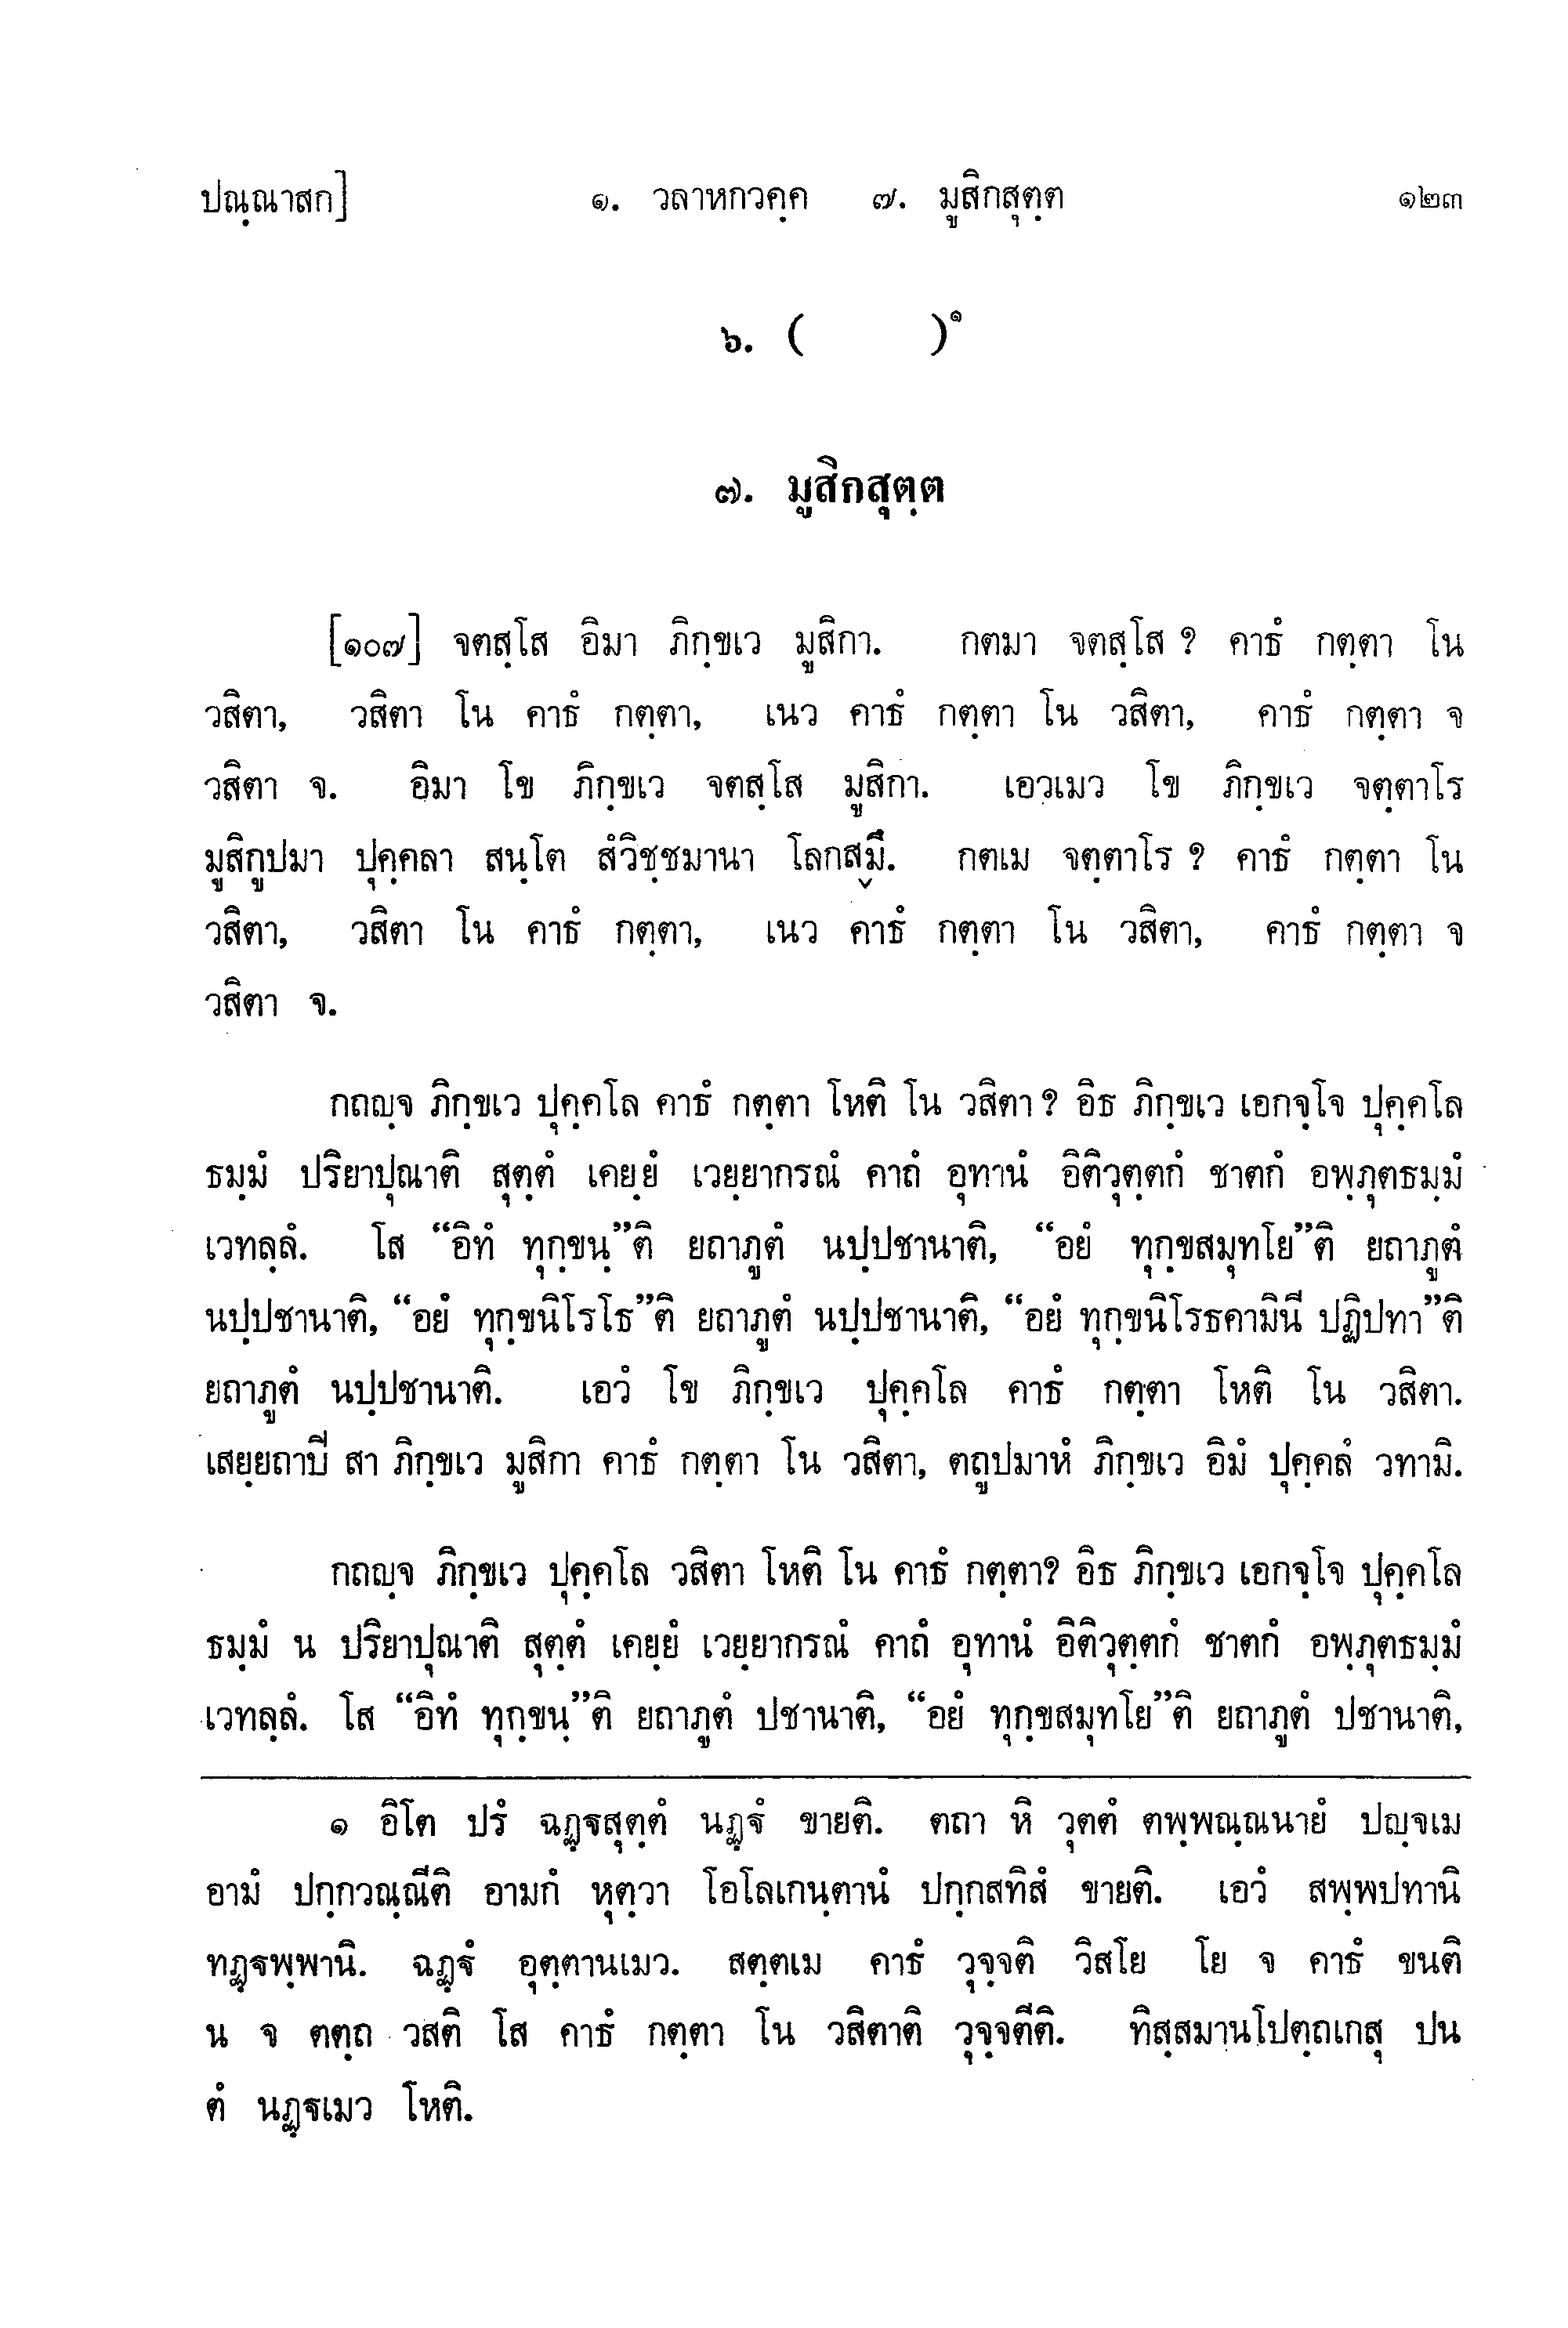 ปณฺณาสก] ๑. วลาหกวคฺค ๗. มูสิกสุตฺต ๑๒๓
๖. ( )๑
๗. มูสิกสุตฺต
[๑๐๗] จตสฺโส อิมา ภิกฺขเว มูสิกา. กตมา จตสฺโส ? คาธํ กตฺตา โน
วสิตา, วสิตา โน คาธํ กตฺตา, เนว คาธํ กตฺตา โน วสิตา, คาธํ กตฺตา จ
วสิตา จ. อิมา โข ภิกฺขเว จตสฺโส มูสิกา. เอวเมว โข ภิกฺขเว จตฺตาโร
มูสิกูปมา ปุคฺคลา สนฺโต สํวิชฺชมานา โลกสฺมึ. กตเม จตฺตาโร ? คาธํ กตฺตา โน
วสิตา, วสิตา โน คาธํ กตฺตา, เนว คาธํ กตฺตา โน วสิตา, คาธํ กตฺตา จ
วสิตา จ.
กถญฺจ ภิกฺขเว ปุคฺคโล คาธํ กตฺตา โหติ โน วสิตา ? อิธ ภิกฺขเว เอกจฺโจ ปุคฺคโล
ธมฺมํ ปริยาปุณาติ สุตฺตํ เคยฺยํ เวยฺยากรณํ คาถํ อุทานํ อิติวุตฺตกํ ชาตกํ อพฺภุตธมฺมํ
เวทลฺลํ. โส “อิทํ ทุกฺขนฺ”ติ ยถาภูตํ นปฺปชานาติ, “อยํ ทุกฺขสมุทโย”ติ ยถาภูตํ
นปฺปชานาติ, “อยํ ทุกฺขนิโรโธ”ติ ยถาภูตํ นปฺปชานาติ, “อยํ ทุกฺขนิโรธคามินี ปฏิปทา”ติ
ยถาภูตํ นปฺปชานาติ. เอวํ โข ภิกฺขเว ปุคฺคโล คาธํ กตฺตา โหติ โน วสิตา.
เสยฺยถาปี สา ภิกฺขเว มูสิกา คาธํ กตฺตา โน วสิตา, ตถูปมาหํ ภิกฺขเว อิมํ ปุคฺคลํ วทามิ.
กถญฺจ ภิกฺขเว ปุคฺคโล วสิตา โหติ โน คาธํ กตฺตา? อิธ ภิกฺขเว เอกจฺโจ ปุคฺคโล
ธมฺมํ น ปริยาปุณาติ สุตฺตํ เคยฺยํ เวยฺยากรณํ คาถํ อุทานํ อิติวุตฺตกํ ชาตกํ อพฺภุตธมฺมํ
เวทลฺลํ. โส “อิทํ ทุกฺขนฺ”ติ ยถาภูตํ ปชานาติ, “อยํ ทุกฺขสมุทโย”ติ ยถาภูตํ ปชานาติ,
๑ อิโต ปรํ ฉฏฺฐสุตฺตํ นฏฺฐํ ขายติ. ตถา หิ วุตตํ ตพฺพณฺณนายํ ปญฺจเม
อามํ ปกฺกวณฺณีติ อามกํ หุตฺวา โอโลเกนฺตานํ ปกฺกสทิสํ ขายติ. เอวํ สพฺพปทานิ
ทฏฺฐพฺพานิ. ฉฏฺฐํ อุตฺตานเมว. สตฺตเม คาธํ วุจฺจติ วิสโย โย จ คาธํ ขนติ
น จ ตตฺถ วสติ โส คาธํ กตฺตา โน วสิตาติ วุจฺจตีติ. ทิสฺสมานโปตฺถเกสุ ปน
ตํ นฏฺฐเมว โหติ.